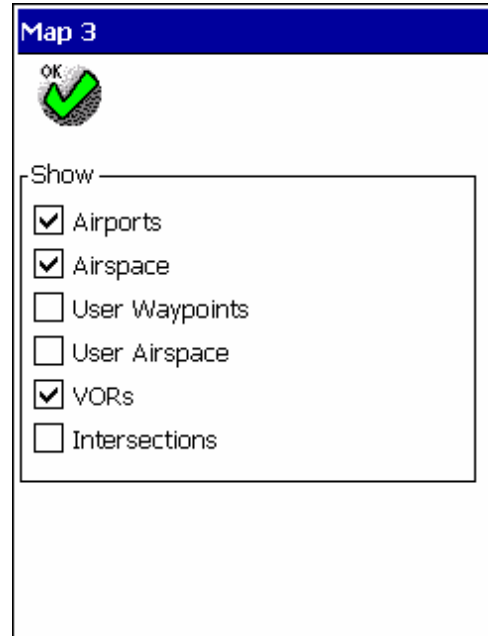 Map 3
OK
Show
Airports
Airspace
User Waypoints
User Airspace
VORs
Intersections